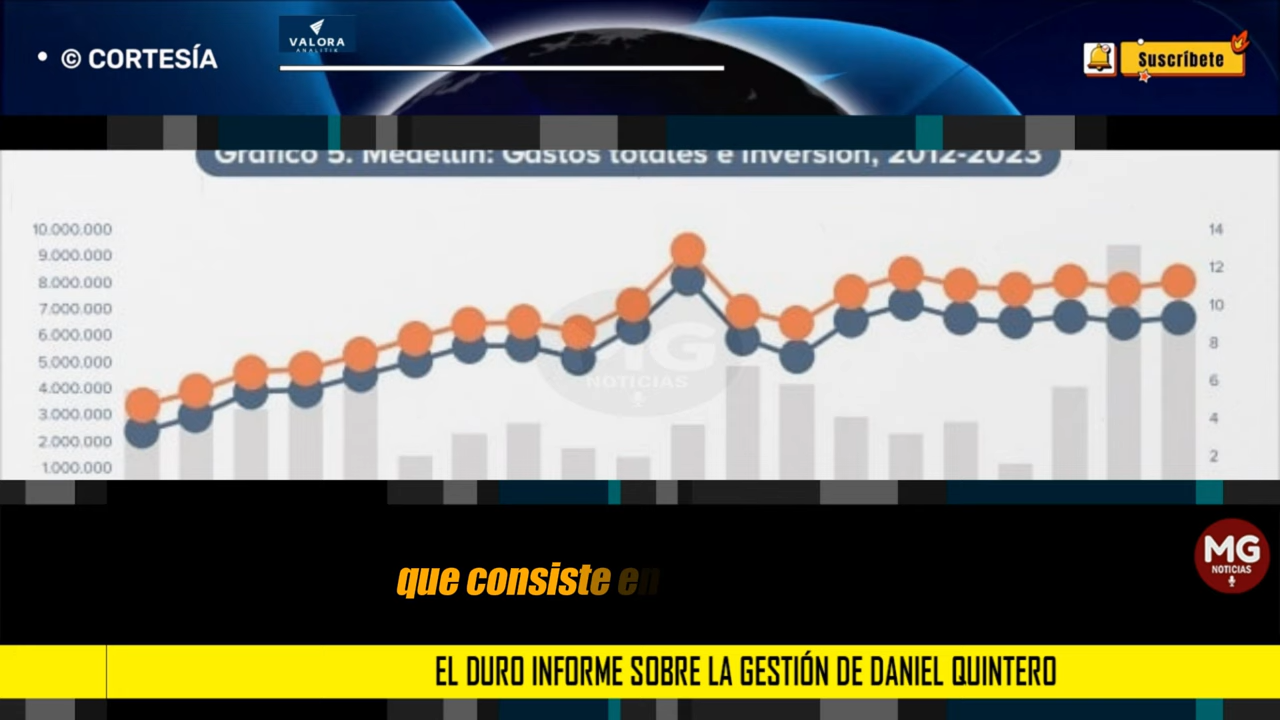 • © CORTESÍA
VALORA
ANALITIK
Suscríbete
Gráfico 5. Medellín: Gastos totales e inversión, 2012-2023
10.000.000
9.000.000
8.000.000
7.000.000
6.000.000
5.000.000
4.000.000
3.000.000
2.000.000
1.000.000
14
12
10
8
6
4
2
MG
NOTICIAS
que consiste en
MG
NOTICIAS
EL DURO INFORME SOBRE LA GESTIÓN DE DANIEL QUINTERO